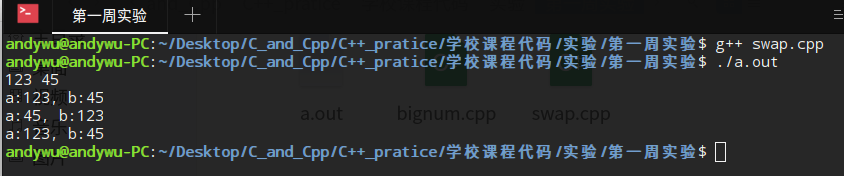 第一周实验
andywu@andywu-PC:~/Desktop/C_and_Cpp/C++_pratice/学校课程代码/实验/第一周实验$ g++ swap.cpp
andywu@andywu-PC:~/Desktop/C_and_Cpp/C++_pratice/学校课程代码/实验/第一周实验$ ./a.out
123 45
a:123, b:45
a:45, b:123
a:123, b:45
andywu@andywu-PC:~/Desktop/C_and_Cpp/C++_pratice/学校课程代码/实验/第一周实验$
a.out
bignum.cpp
swap.cpp